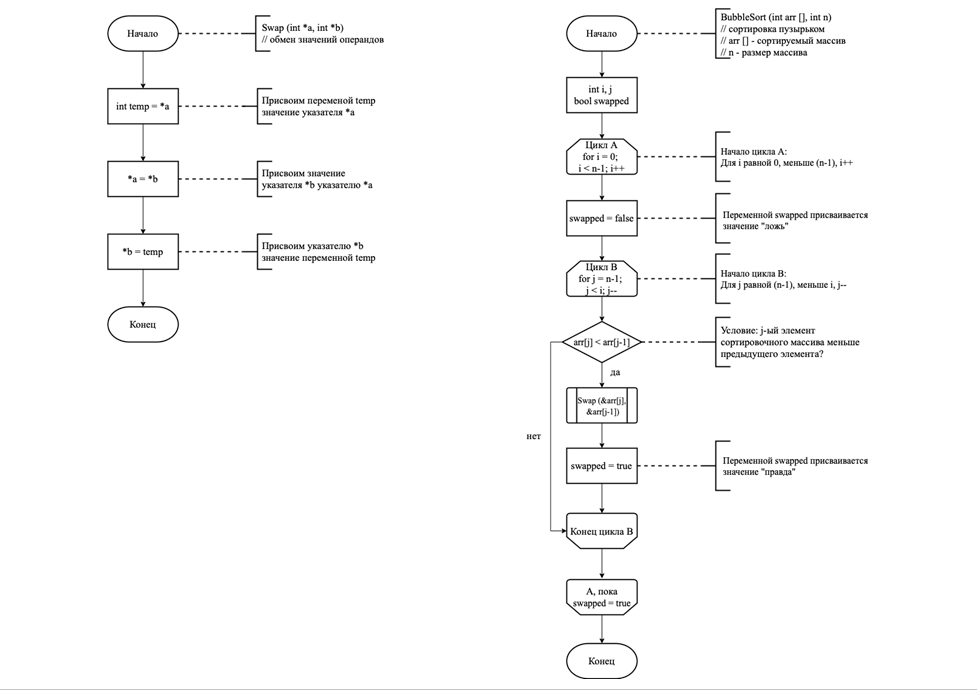 Начало
Swap (int *a, int *b)
// обмен значений операндов
int temp = *a
Присвоим переменой temp
значение указателя *a
*a = *b
Присвоим значение
указателя *b указателю *a
*b = temp
Присвоим указателю *b
значение переменной temp
Конец
Начало
BubbleSort (int arr [], int n)
// сортировка пузырьком
// arr [] - сортируемый массив
// n - размер массива
int i, j
bool swapped
Цикл A
for i = 0;
i < n-1; i++
Начало цикла A:
Для i равной 0, меньше (n-1), i++
swapped = false
Переменной swapped присваивается
значение "ложь"
Цикл B
for j = n-1;
j < i; j--
Начало цикла B:
Для j равной (n-1), меньше i, j--
arr[j] < arr[j-1]
Условие: j-ый элемент
сортировочного массива меньше
предыдущего элемента?
да
Swap (&arr[j],
&arr[j-1])
нет
swapped = true
Переменной swapped присваивается
значение "правда"
Конец цикла B
A, пока
swapped = true
Конец